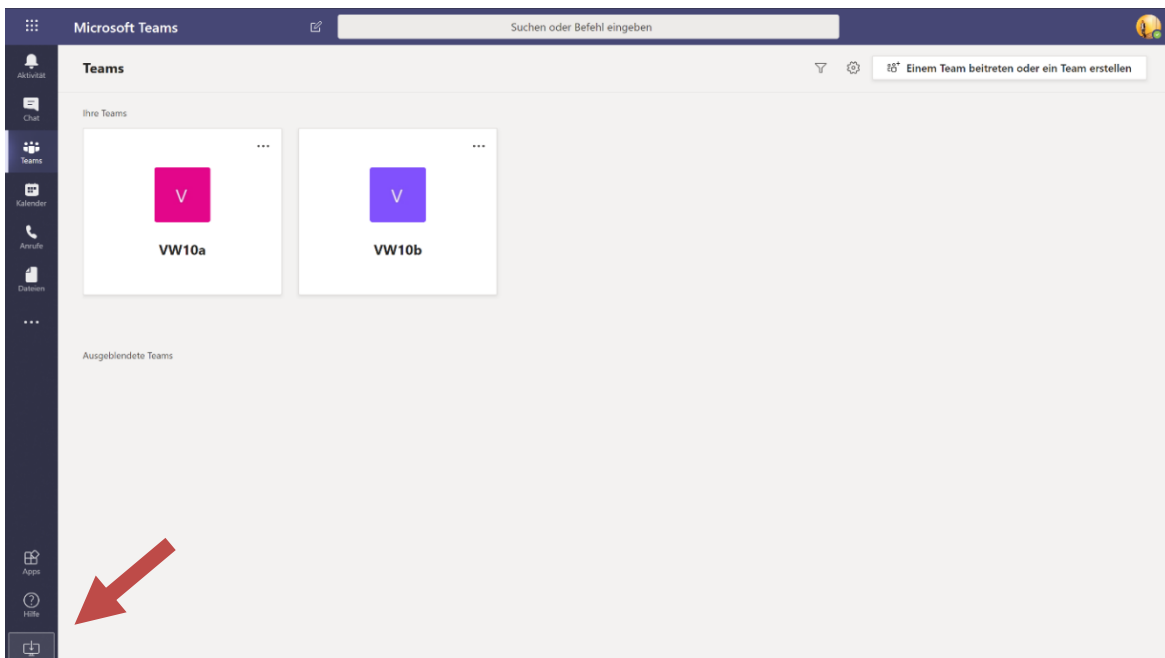 Microsoft Teams
Suchen oder Befehl eingeben
Aktivität
Chat
Teams
Kalender
Anrufe
Dateien
Teams
Einem Team beitreten oder ein Team erstellen
Ihre Teams
V
VW10a
V
VW10b
Ausgeblendete Teams
Apps
Hilfe